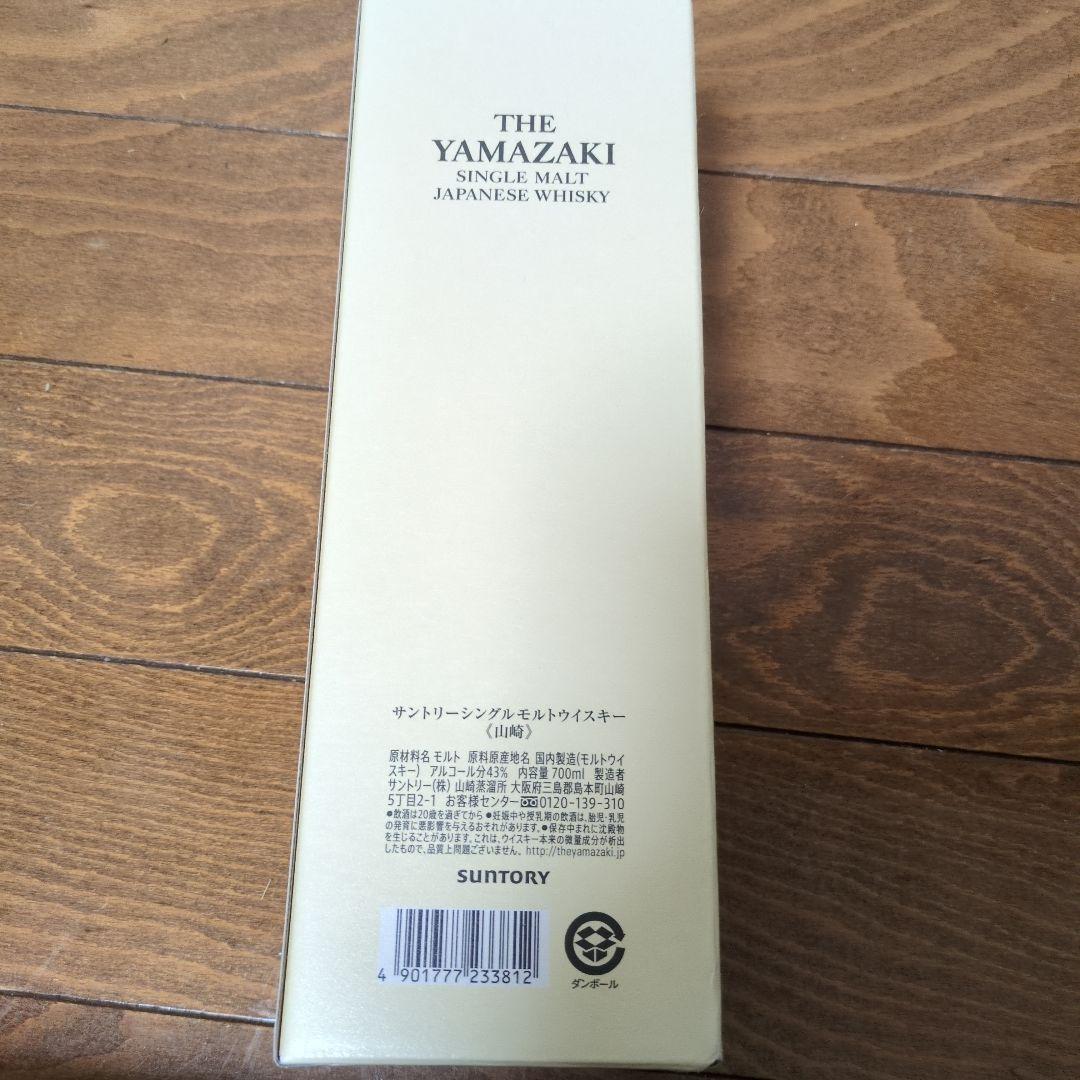 THE
YAMAZAKI
SINGLE MALT
JAPANESE WHISKY
サントリーシングルモルトウイスキー
《山崎》
原材料名 モルト 原料原産地名 国内製造(モルトウイ
スキー) アルコール分43% 内容量 700ml 製造者
サントリー(株) 山崎蒸溜所 大阪府三島郡島本町山崎
5丁目2-1 お客様センター 0120-139-310
●飲酒は20歳を過ぎてから ●妊娠中や授乳期の飲酒は、胎児・乳児
の発育に悪影響を与えるおそれがあります。●保存中まれに沈殿物
を生じることがあります。これは、ウイスキー本来の微量成分が析出
したもので、品質上問題ございません。 http://theyamazaki.jp
SUNTORY
4 901777 233812
ダンボール